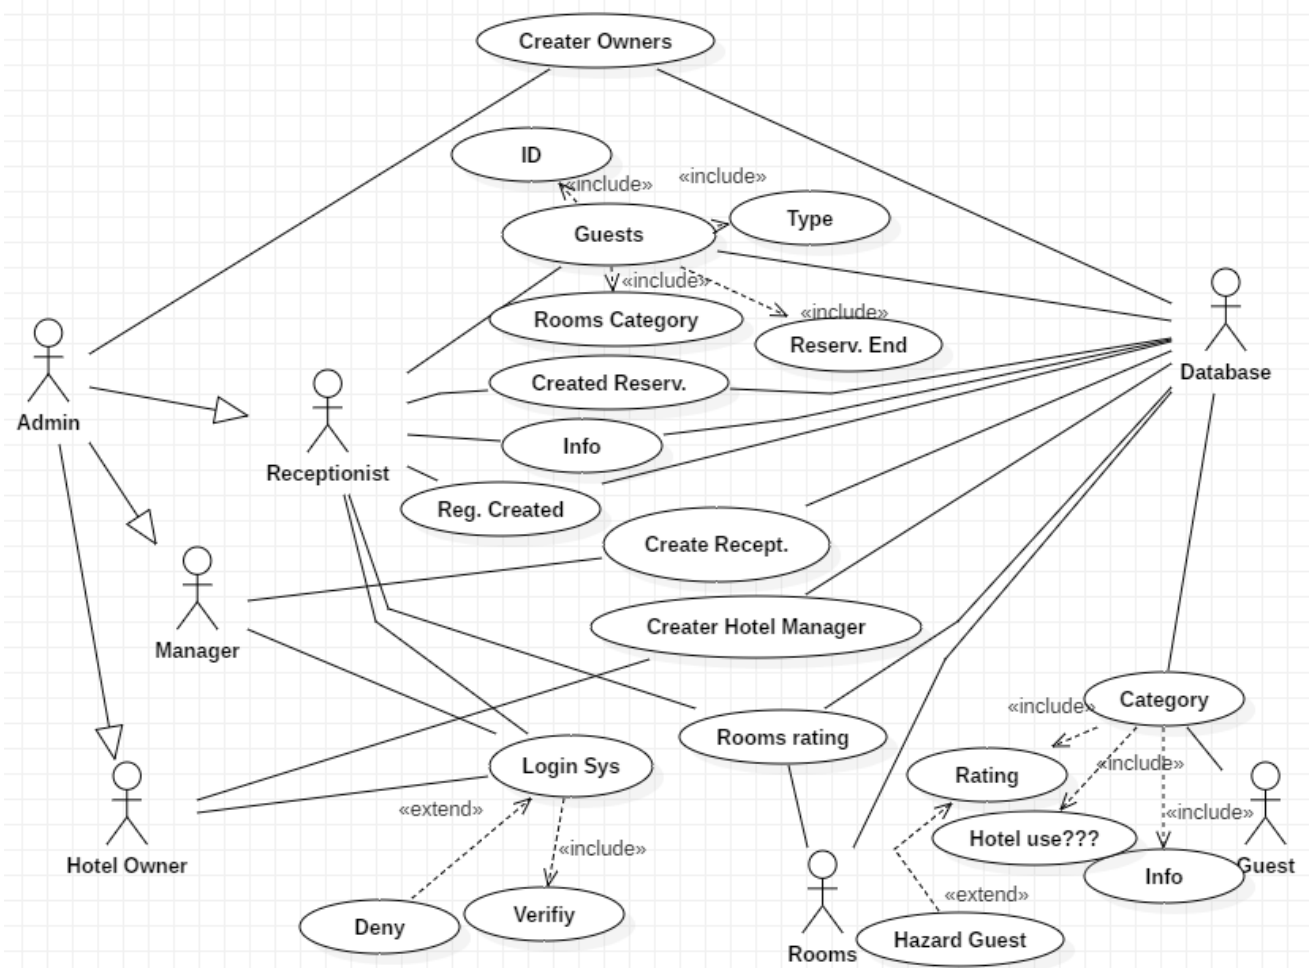 Creater Owners
ID
«include»
«include»
Type
Guests
«include»
Rooms Category
«include»
Reserv. End
Database
Created Reserv.
Admin
Info
Receptionist
Reg. Created
Create Recept.
Creater Hotel Manager
Manager
Category
«include»
Rooms rating
Login Sys
«include»
Rating
«extend»
«include»
Hotel use???
«include»
Hotel Owner
Guest
Info
«extend»
Verifiy
Deny
Hazard Guest
Rooms